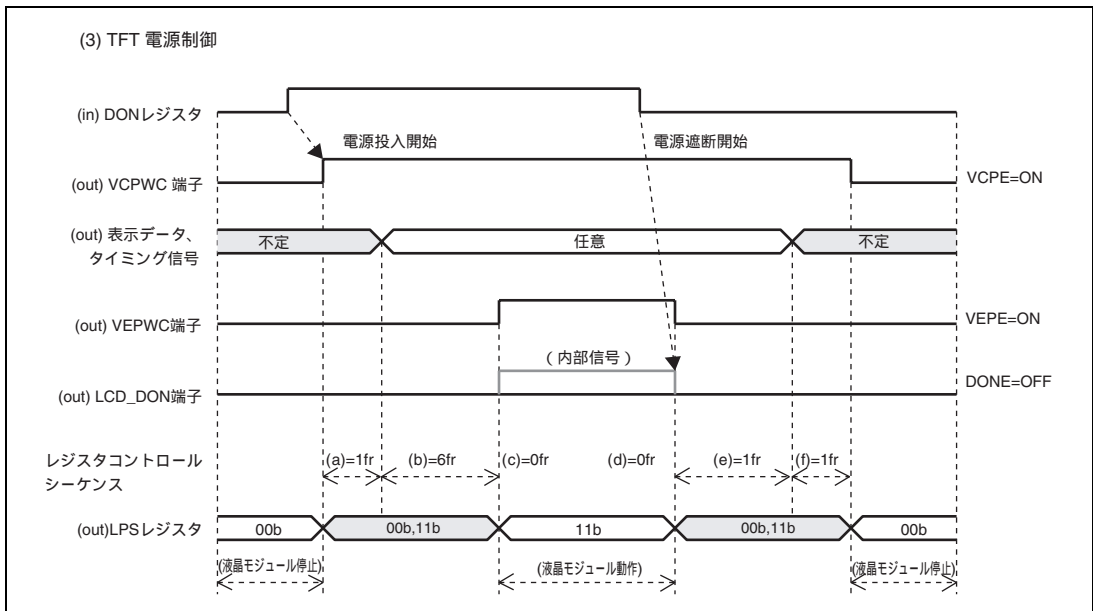 (3) TFT 電源制御
(in) DONレジスタ
電源投入開始
電源遮断開始
(out) VCPWC 端子
VCPE=ON
(out) 表示データ、
タイミング信号
不定
任意
不定
(out) VEPWC端子
VEPE=ON
(内部信号)
(out) LCD_DON端子
DONE=OFF
レジスタコントロール
シーケンス
(a)=1fr
(b)=6fr
(c)=0fr
(d)=0fr
(e)=1fr
(f)=1fr
(out)LPSレジスタ
00b
00b,11b
11b
00b,11b
00b
(液晶モジュール停止)
(液晶モジュール動作)
(液晶モジュール停止)